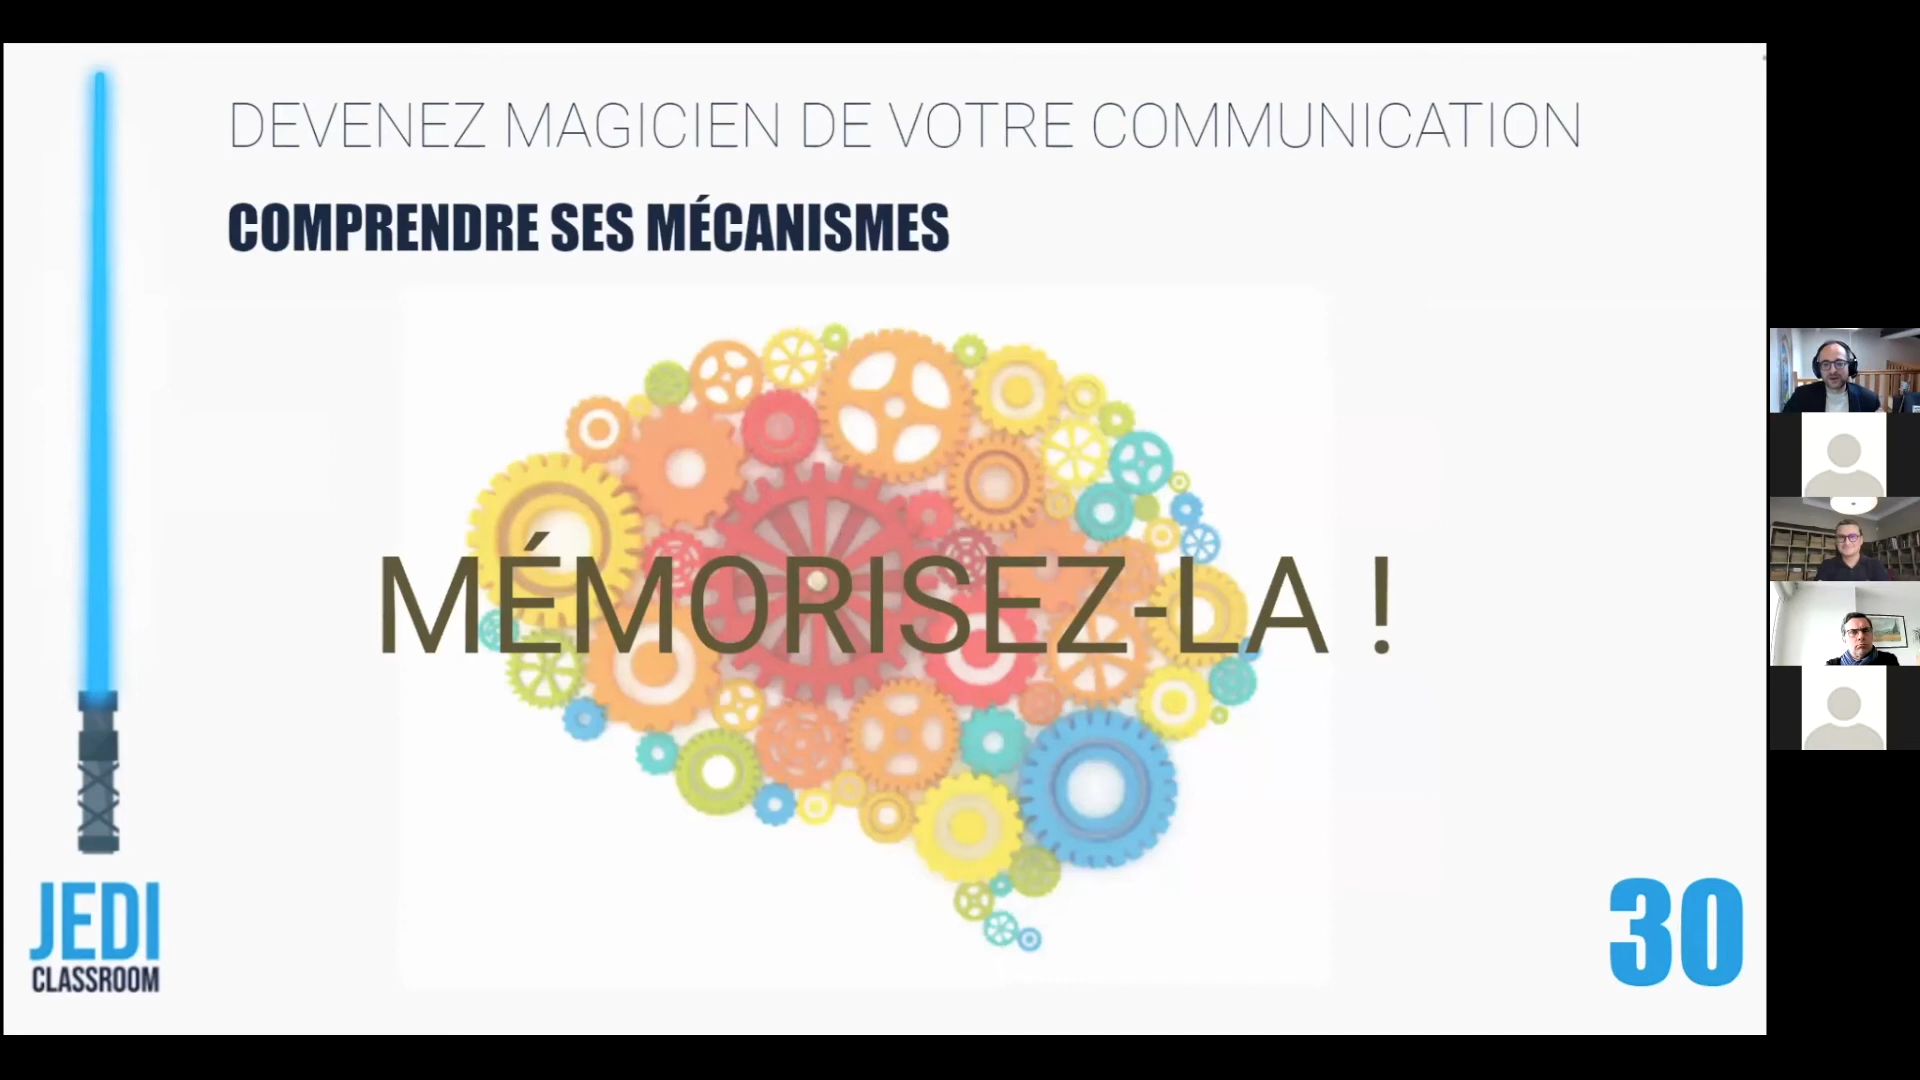 DEVENEZ MAGICIEN DE VOTRE COMMUNICATION
COMPRENDRE SES MÉCANISMES
MÉMORISEZ-LA !
JEDI
CLASSROOM
30